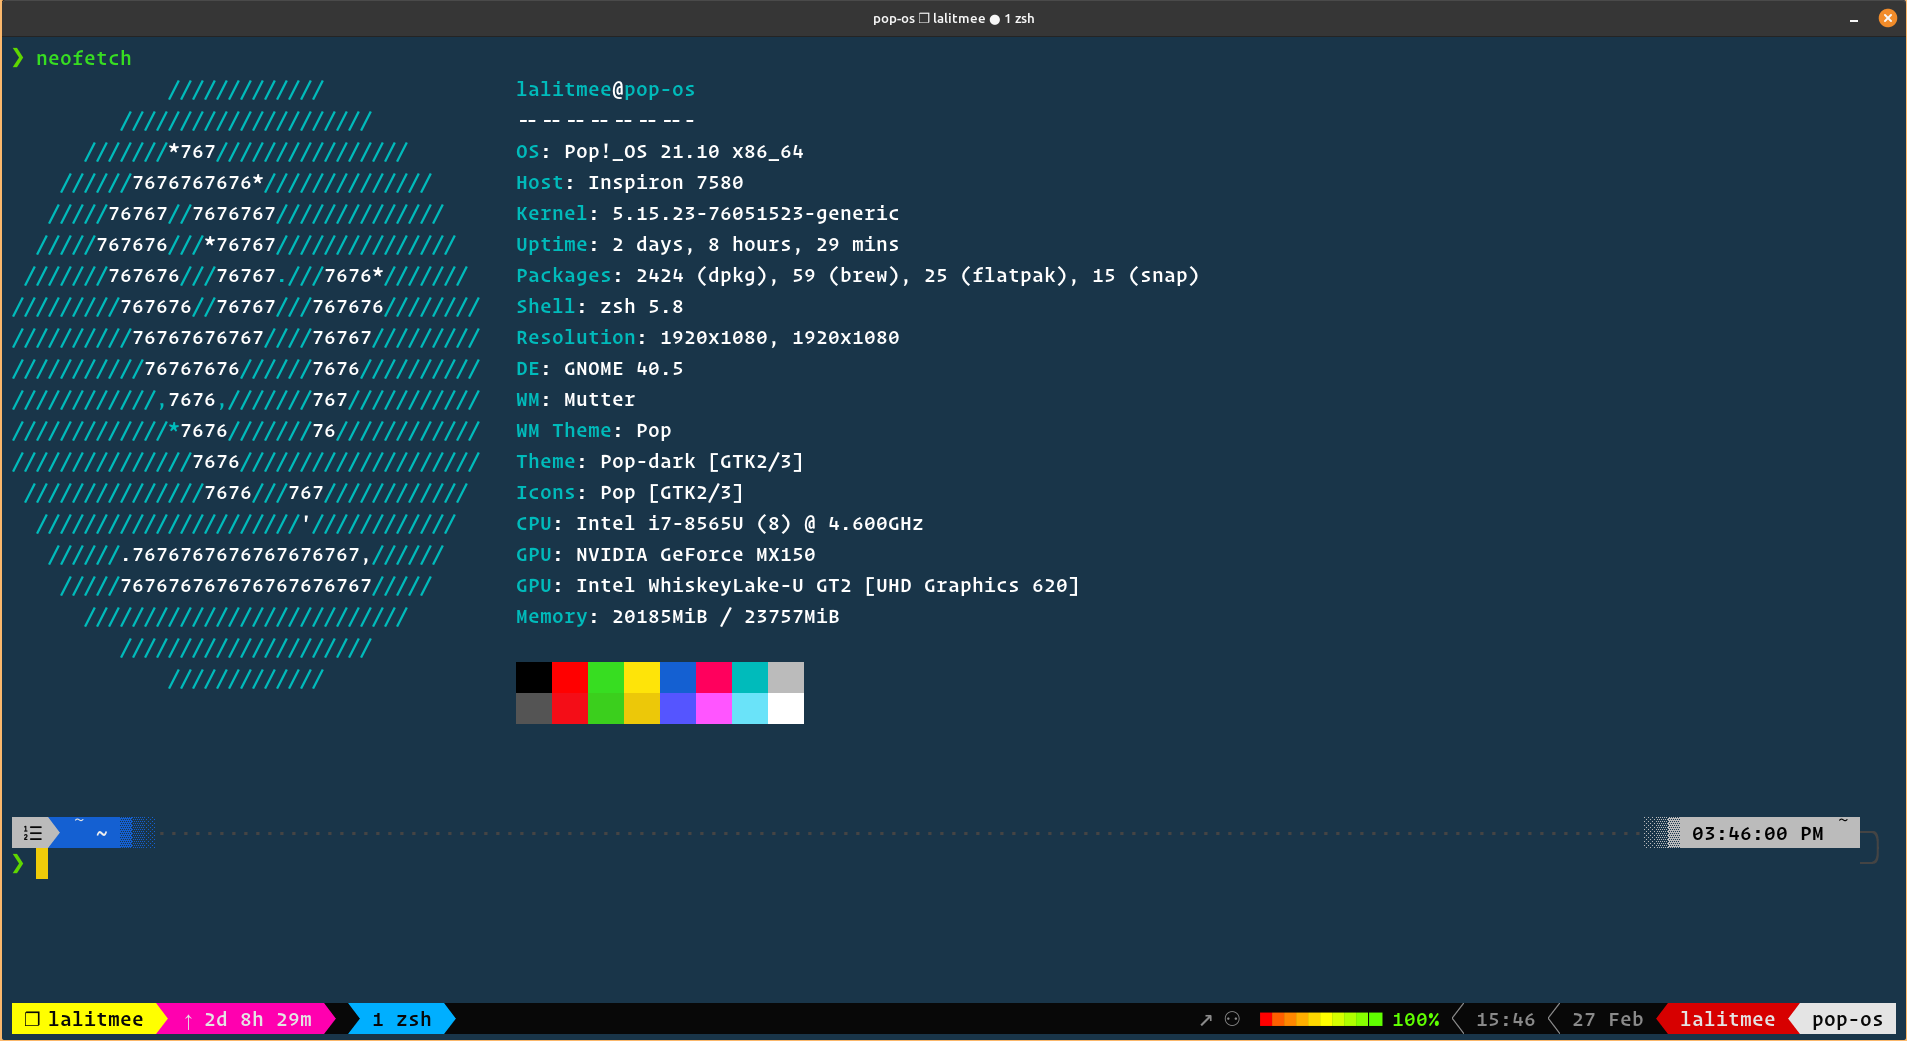 pop-os ❐ lalitmee ● 1 zsh
❯ neofetch
/////////////
/////////////////////
///////*767////////////////
//////7676767676*//////////////
/////76767//7676767//////////////
/////767676///*76767///////////////
///////767676///76767.///7676*///////
/////////767676//76767///767676////////
//////////76767676767////76767/////////
///////////76767676//////7676//////////
////////////,7676,///////767///////////
/////////////*7676///////76////////////
///////////////7676////////////////////
///////////////7676///767////////////
//////////////////////'////////////
//////.7676767676767676767,//////
/////767676767676767676767/////
///////////////////////////
/////////////////////
/////////////
lalitmee@pop-os
---------------
OS: Pop!_OS 21.10 x86_64
Host: Inspiron 7580
Kernel: 5.15.23-76051523-generic
Uptime: 2 days, 8 hours, 29 mins
Packages: 2424 (dpkg), 59 (brew), 25 (flatpak), 15 (snap)
Shell: zsh 5.8
Resolution: 1920x1080, 1920x1080
DE: GNOME 40.5
WM: Mutter
WM Theme: Pop
Theme: Pop-dark [GTK2/3]
Icons: Pop [GTK2/3]
CPU: Intel i7-8565U (8) @ 4.600GHz
GPU: NVIDIA GeForce MX150
GPU: Intel WhiskeyLake-U GT2 [UHD Graphics 620]
Memory: 20185MiB / 23757MiB
~ 03:46:00 PM
❯
❐ lalitmee ↑ 2d 8h 29m 1 zsh ↗ ⚇ 100% 15:46 27 Feb lalitmee pop-os